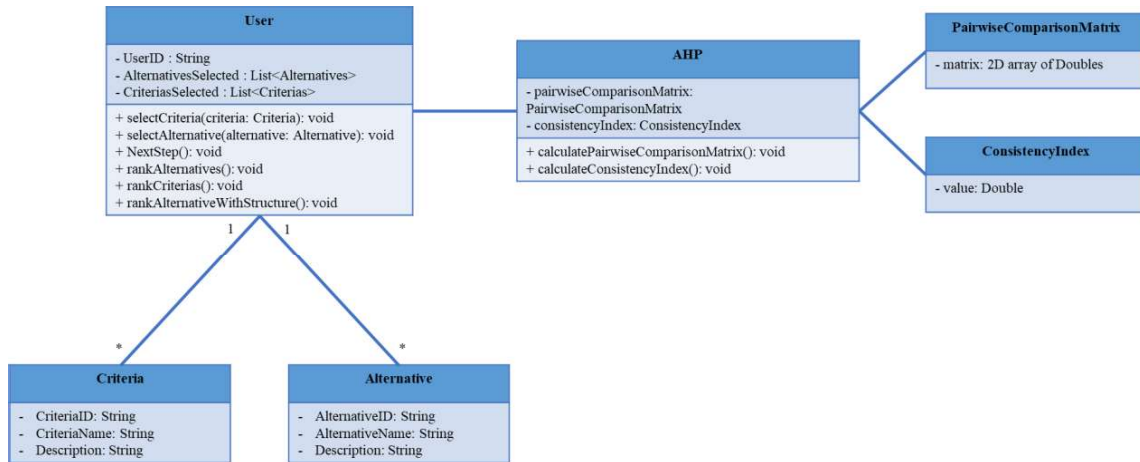 User
- UserID : String
- AlternativesSelected : List<Alternatives>
- CriteriasSelected : List<Criterias>
+ selectCriteria(criteria: Criteria): void
+ selectAlternative(alternative: Alternative): void
+ NextStep(): void
+ rankAlternatives(): void
+ rankCriterias(): void
+ rankAlternativeWithStructure(): void
AHP
- pairwiseComparisonMatrix:
PairwiseComparisonMatrix
- consistencyIndex: ConsistencyIndex
+ calculatePairwiseComparisonMatrix(): void
+ calculateConsistencyIndex(): void
PairwiseComparisonMatrix
- matrix: 2D array of Doubles
ConsistencyIndex
- value: Double
1
1
*
*
Criteria
- CriteriaID: String
- CriteriaName: String
- Description: String
Alternative
- AlternativeID: String
- AlternativeName: String
- Description: String